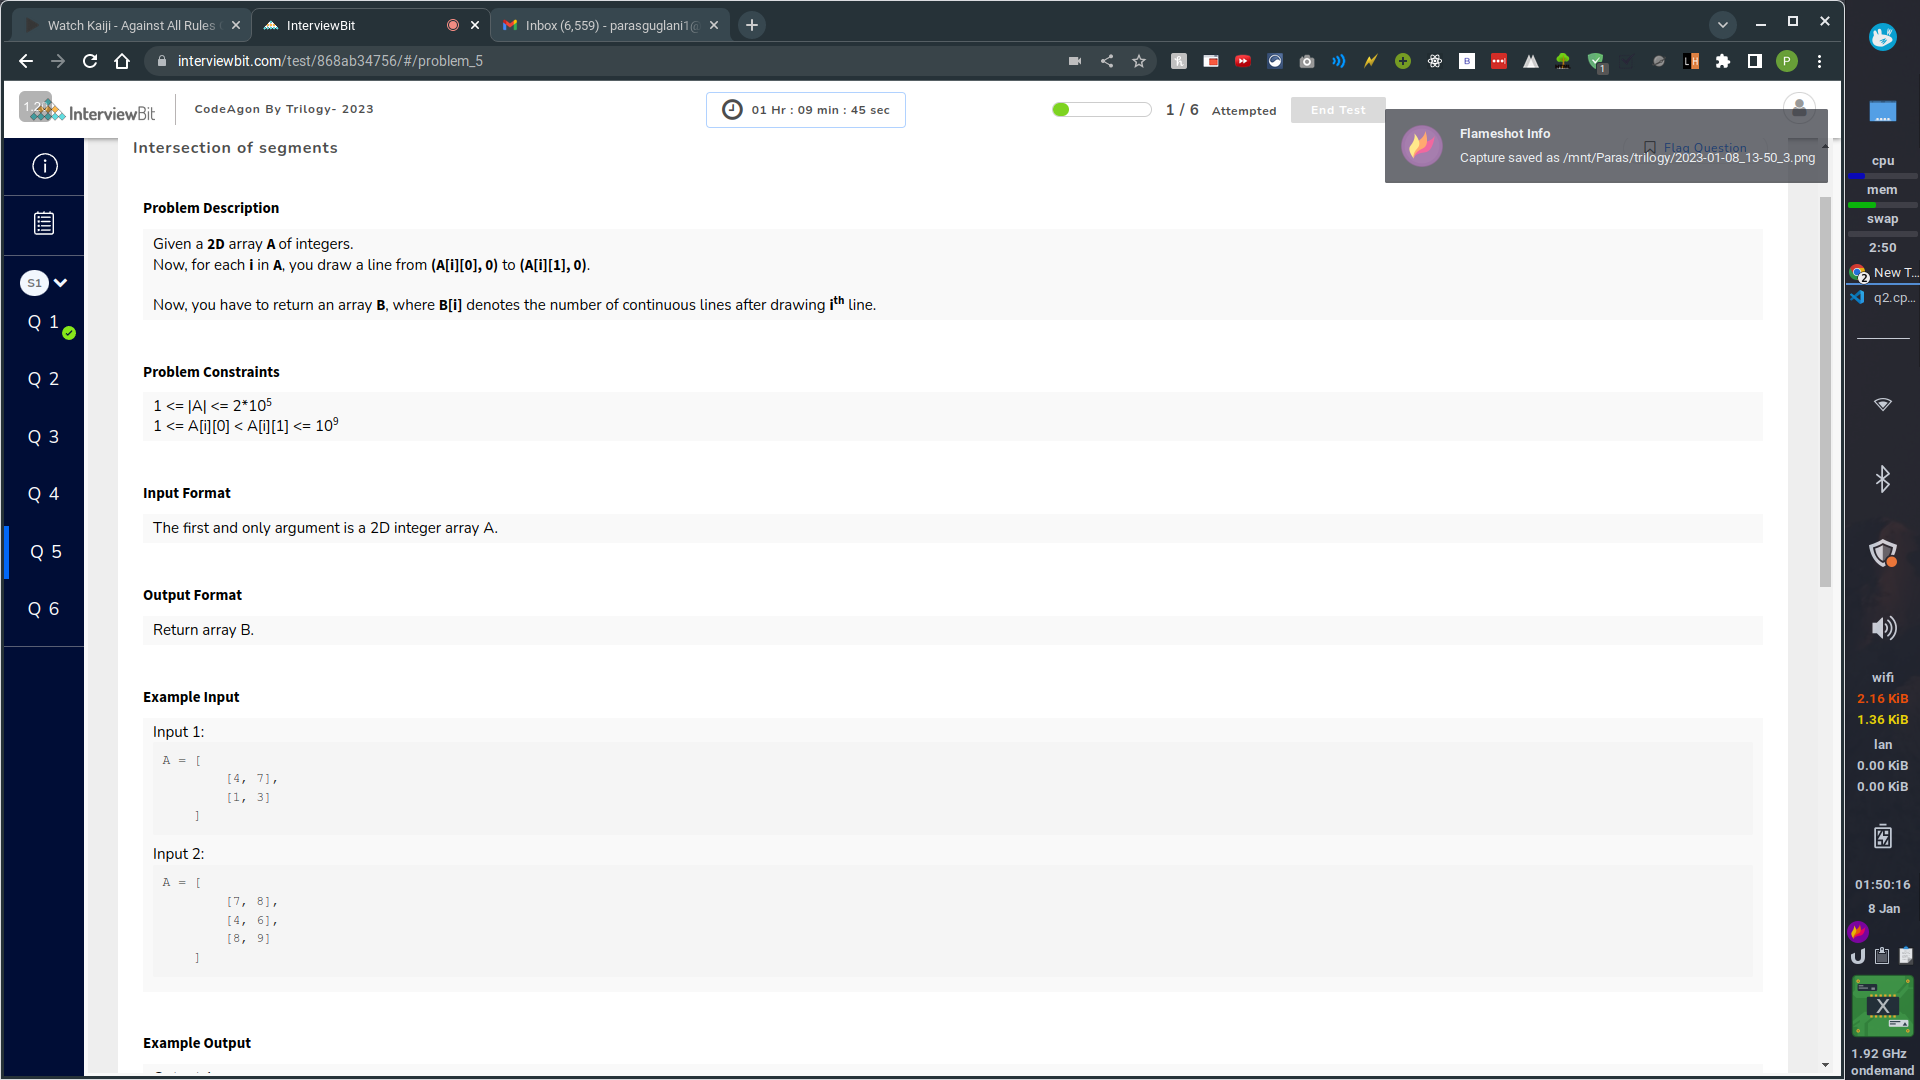 Watch Kaiji - Against All Rules
InterviewBit
Inbox (6,559) - parasguglani1@
interviewbit.com/test/868ab34756/#/problem_5
InterviewBit
CodeAgon By Trilogy- 2023
01 Hr : 09 min : 45 sec
1 / 6 Attempted
End Test
Flameshot Info
Capture saved as /mnt/Paras/trilogy/2023-01-08_13-50_3.png
Intersection of segments
Flag Question
S1
Q 1
Q 2
Q 3
Q 4
Q 5
Q 6
Problem Description
Given a 2D array A of integers.
Now, for each i in A, you draw a line from (A[i][0], 0) to (A[i][1], 0).
Now, you have to return an array B, where B[i] denotes the number of continuous lines after drawing ith line.
Problem Constraints
1 <= |A| <= 2*10^5
1 <= A[i][0] < A[i][1] <= 10^9
Input Format
The first and only argument is a 2D integer array A.
Output Format
Return array B.
Example Input
Input 1:
A = [
[4, 7],
[1, 3]
]
Input 2:
A = [
[7, 8],
[4, 6],
[8, 9]
]
Example Output
cpu
mem
swap
2:50
New T...
q2.cp...
wifi
2.16 KiB
1.36 KiB
lan
0.00 KiB
0.00 KiB
01:50:16
8 Jan
1.92 GHz
ondemand